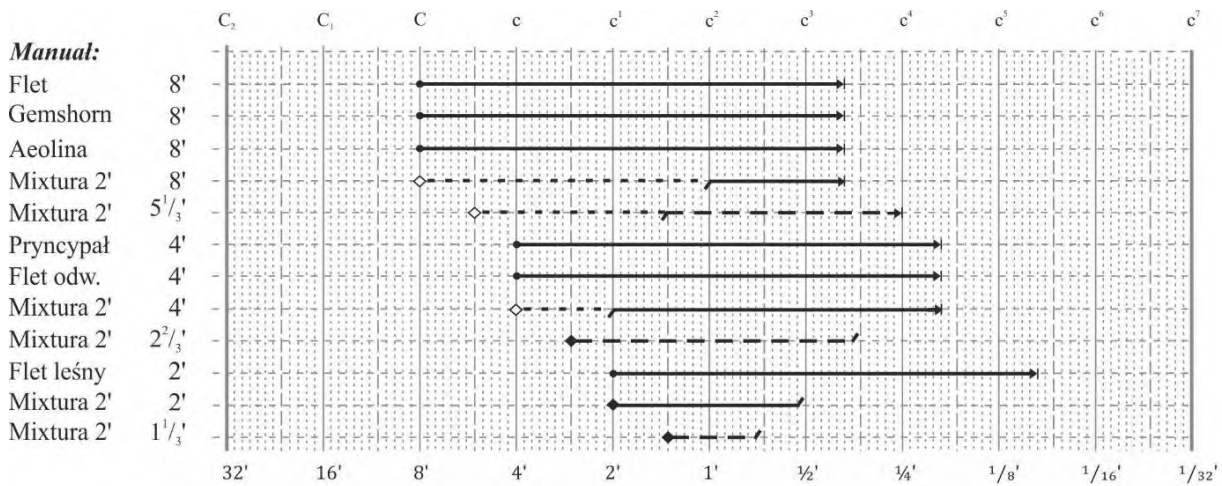 C₂ C₁ C c c¹ c² c³ c⁴ c⁵ c⁶ c⁷
Manuał:
Flet 8'
Gemshorn 8'
Aeolina 8'
Mixtura 2' 8'
Mixtura 2' 5 1/3'
Pryncypał 4'
Flet odw. 4'
Mixtura 2' 4'
Mixtura 2' 2 2/3'
Flet leśny 2'
Mixtura 2' 2'
Mixtura 2' 1 1/3'
32' 16' 8' 4' 2' 1' ½' ¼' 1/8' 1/16' 1/32'